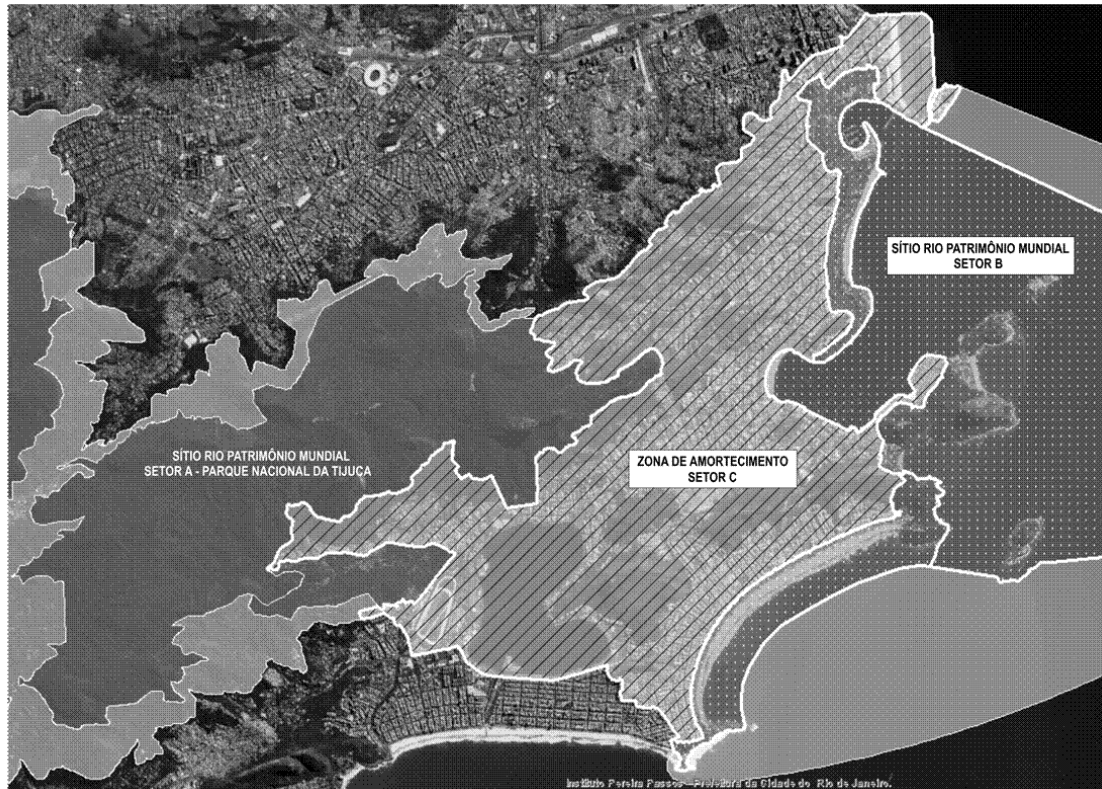 SÍTIO RIO PATRIMÔNIO MUNDIAL
SETOR B
SÍTIO RIO PATRIMÔNIO MUNDIAL
SETOR A - PARQUE NACIONAL DA TIJUCA
ZONA DE AMORTECIMENTO
SETOR C
Instituto Pereira Passos - Prefeitura da Cidade do Rio de Janeiro.